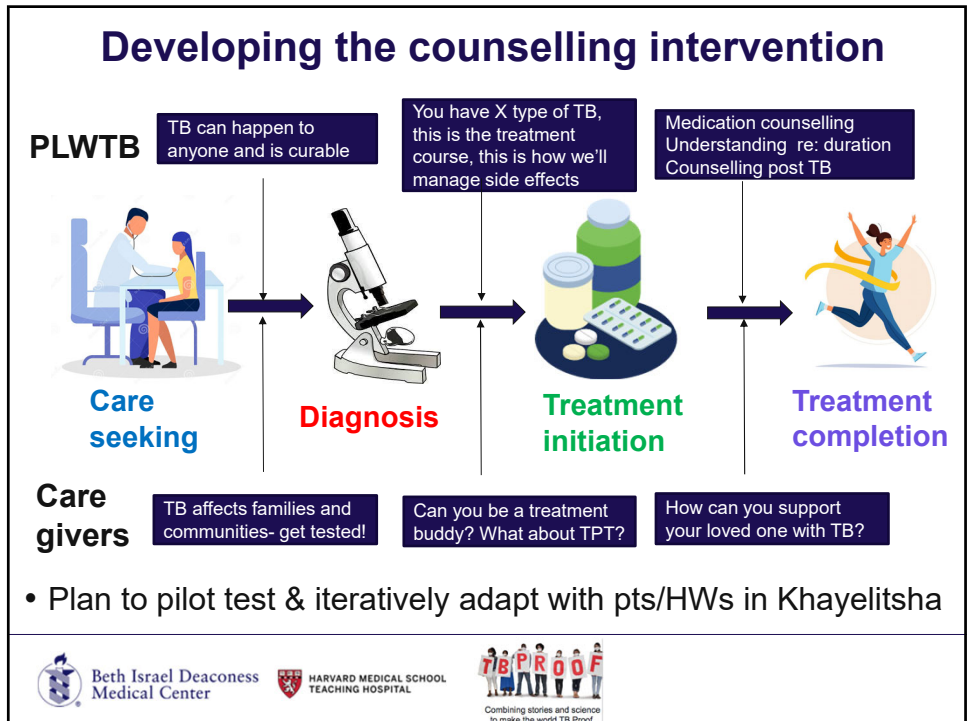 Developing the counselling intervention
PLWTB
TB can happen to
anyone and is curable
You have X type of TB,
this is the treatment
course, this is how we'll
manage side effects
Medication counselling
Understanding re: duration
Counselling post TB
Care
seeking
Diagnosis
Treatment
initiation
Treatment
completion
Care
givers
TB affects families and
communities- get tested!
Can you be a treatment
buddy? What about TPT?
How can you support
your loved one with TB?
• Plan to pilot test & iteratively adapt with pts/HWs in Khayelitsha
Beth Israel Deaconess
Medical Center
HARVARD MEDICAL SCHOOL
TEACHING HOSPITAL
TBPROOF
Combining stories and science
to make the world TB Proof